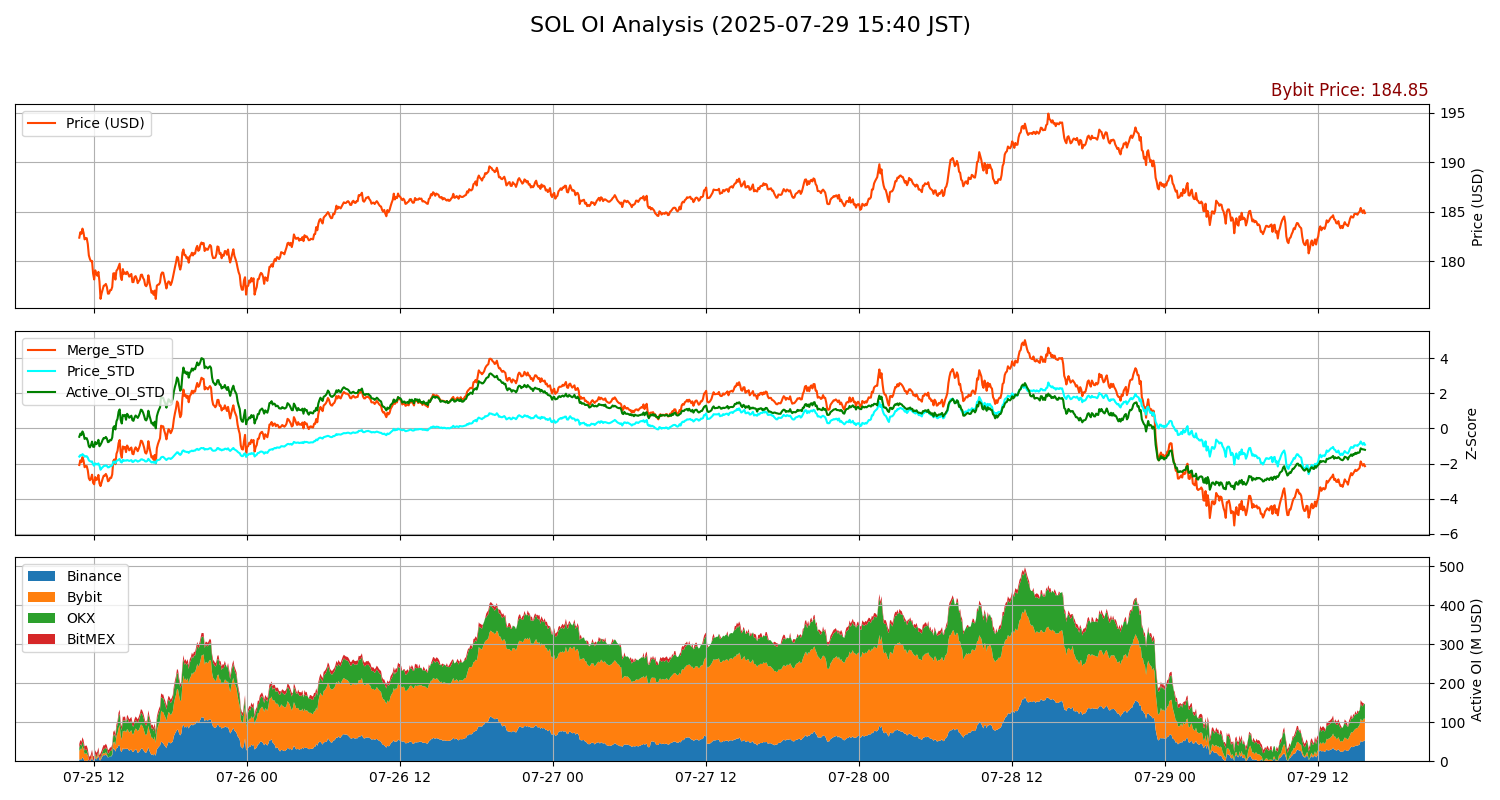 SOL OI Analysis (2025-07-29 15:40 JST)
Bybit Price: 184.85
Price (USD)
195
190
185
180
Price (USD)
Merge_STD
Price_STD
Active_OI_STD
4
2
0
−2
−4
−6
Z-Score
Binance
Bybit
OKX
BitMEX
500
400
300
200
100
0
Active OI (M USD)
07-25 12
07-26 00
07-26 12
07-27 00
07-27 12
07-28 00
07-28 12
07-29 00
07-29 12